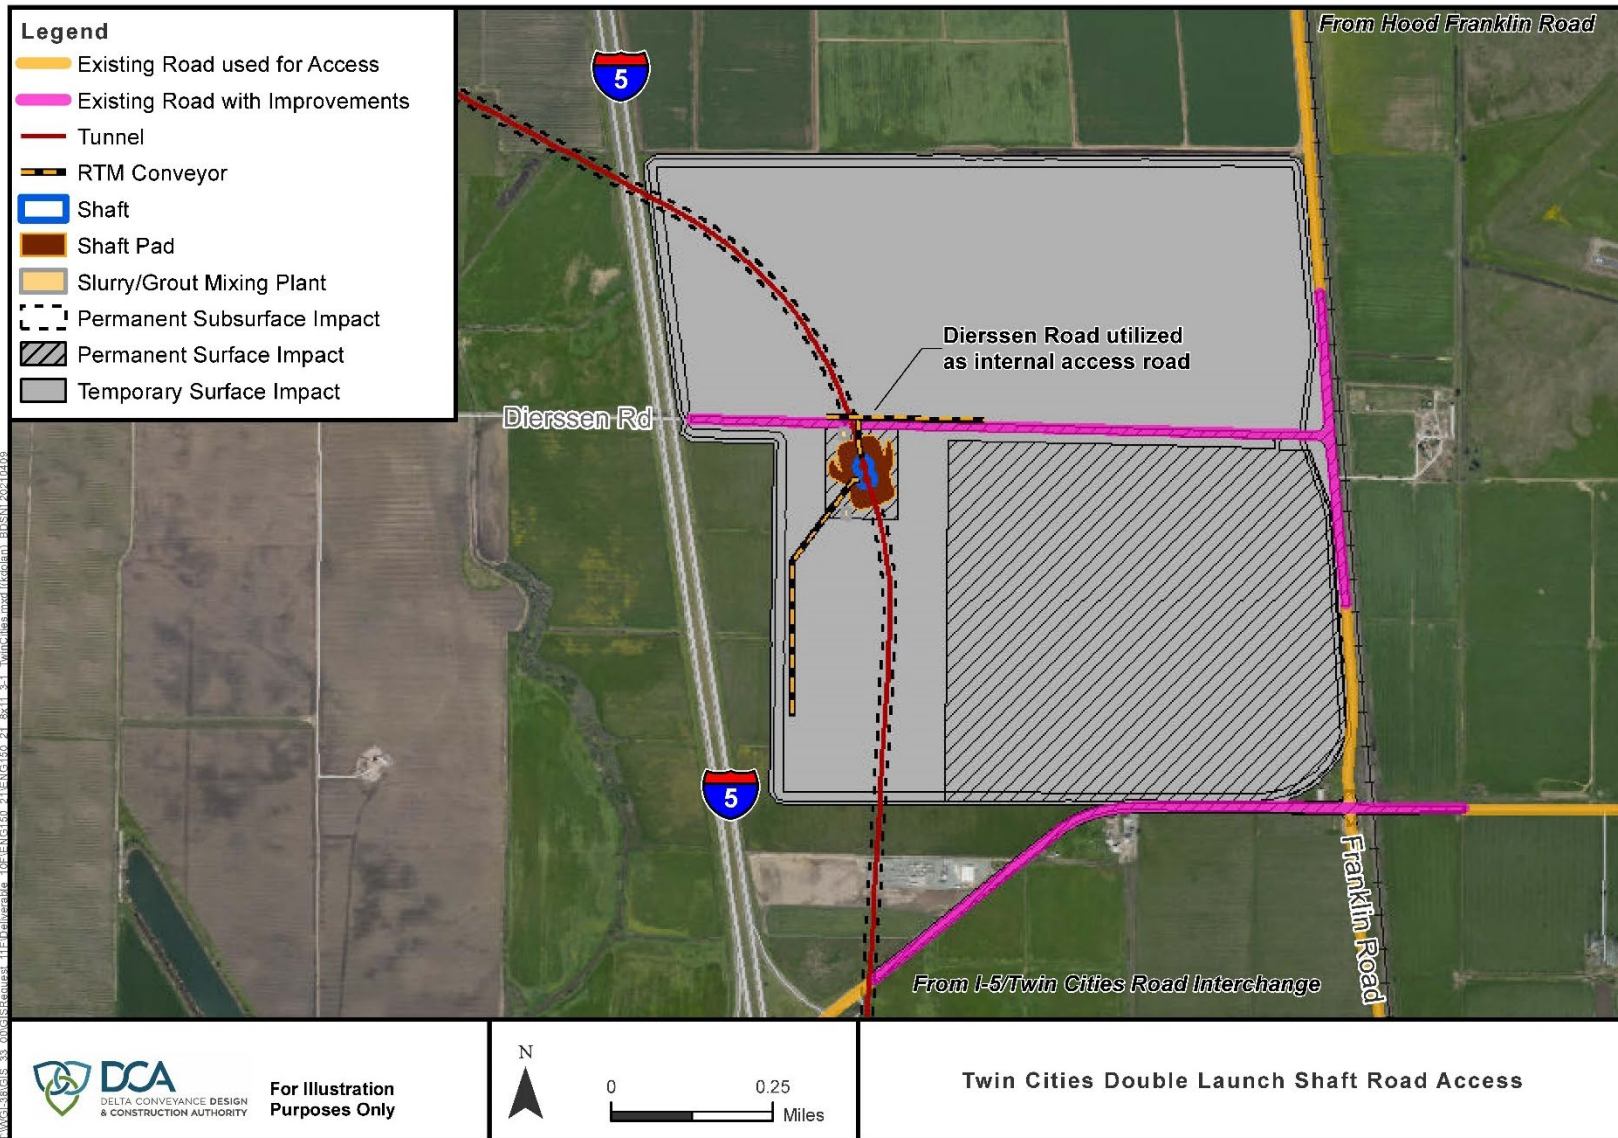 Legend
Existing Road used for Access
Existing Road with Improvements
Tunnel
RTM Conveyor
Shaft
Shaft Pad
Slurry/Grout Mixing Plant
Permanent Subsurface Impact
Permanent Surface Impact
Temporary Surface Impact
From Hood Franklin Road
5
Dierssen Road utilized
as internal access road
Dierssen Rd
5
Franklin Road
From I-5/Twin Cities Road Interchange
DCA
DELTA CONVEYANCE DESIGN
& CONSTRUCTION AUTHORITY
For Illustration
Purposes Only
N
0 0.25
Miles
Twin Cities Double Launch Shaft Road Access